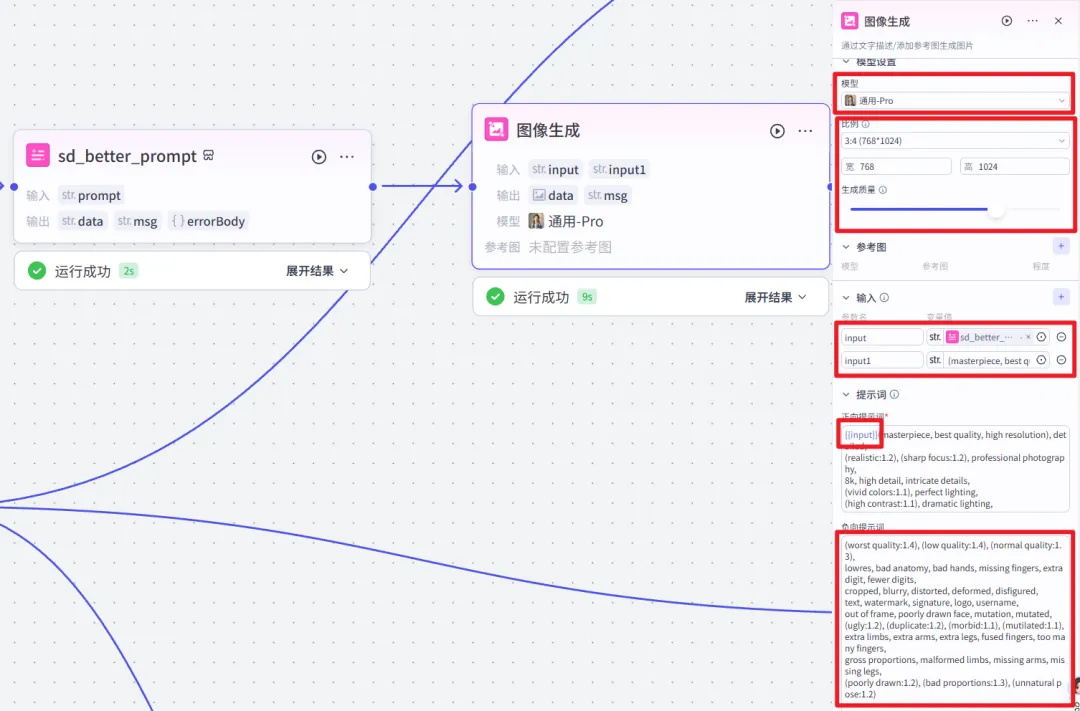 sd_better_prompt
输入 str. prompt
输出 str. data str. msg { } errorBody
运行成功 2s 展开结果
图像生成
输入 str. input str. input1
输出 data str. msg
模型 通用-Pro
参考图 未配置参考图
运行成功 9s 展开结果
图像生成
通过文字描述/添加参考图生成图片
模型设置
模型
通用-Pro
比例
3:4 (768*1024)
宽 768 高 1024
生成质量
参考图
模型 参考图 程度
输入
参数名 变量值
input str. sd_better_···
input1 str. (masterpiece, best q
提示词
正向提示词*
{{input}}(masterpiece, best quality, high resolution), det
ailed,
(realistic:1.2), (sharp focus:1.2), professional photograp
hy,
8k, high detail, intricate details,
(vivid colors:1.1), perfect lighting,
(high contrast:1.1), dramatic lighting,
负向提示词
(worst quality:1.4), (low quality:1.4), (normal quality:1.
3),
lowres, bad anatomy, bad hands, missing fingers, extra
digit, fewer digits,
cropped, blurry, distorted, deformed, disfigured,
text, watermark, signature, logo, username,
out of frame, poorly drawn face, mutation, mutated,
(ugly:1.2), (duplicate:1.2), (morbid:1.1), (mutilated:1.1),
extra limbs, extra arms, extra legs, fused fingers, too ma
ny fingers,
gross proportions, malformed limbs, missing arms, mis
sing legs,
(poorly drawn:1.2), (bad proportions:1.3), (unnatural p
ose:1.2)